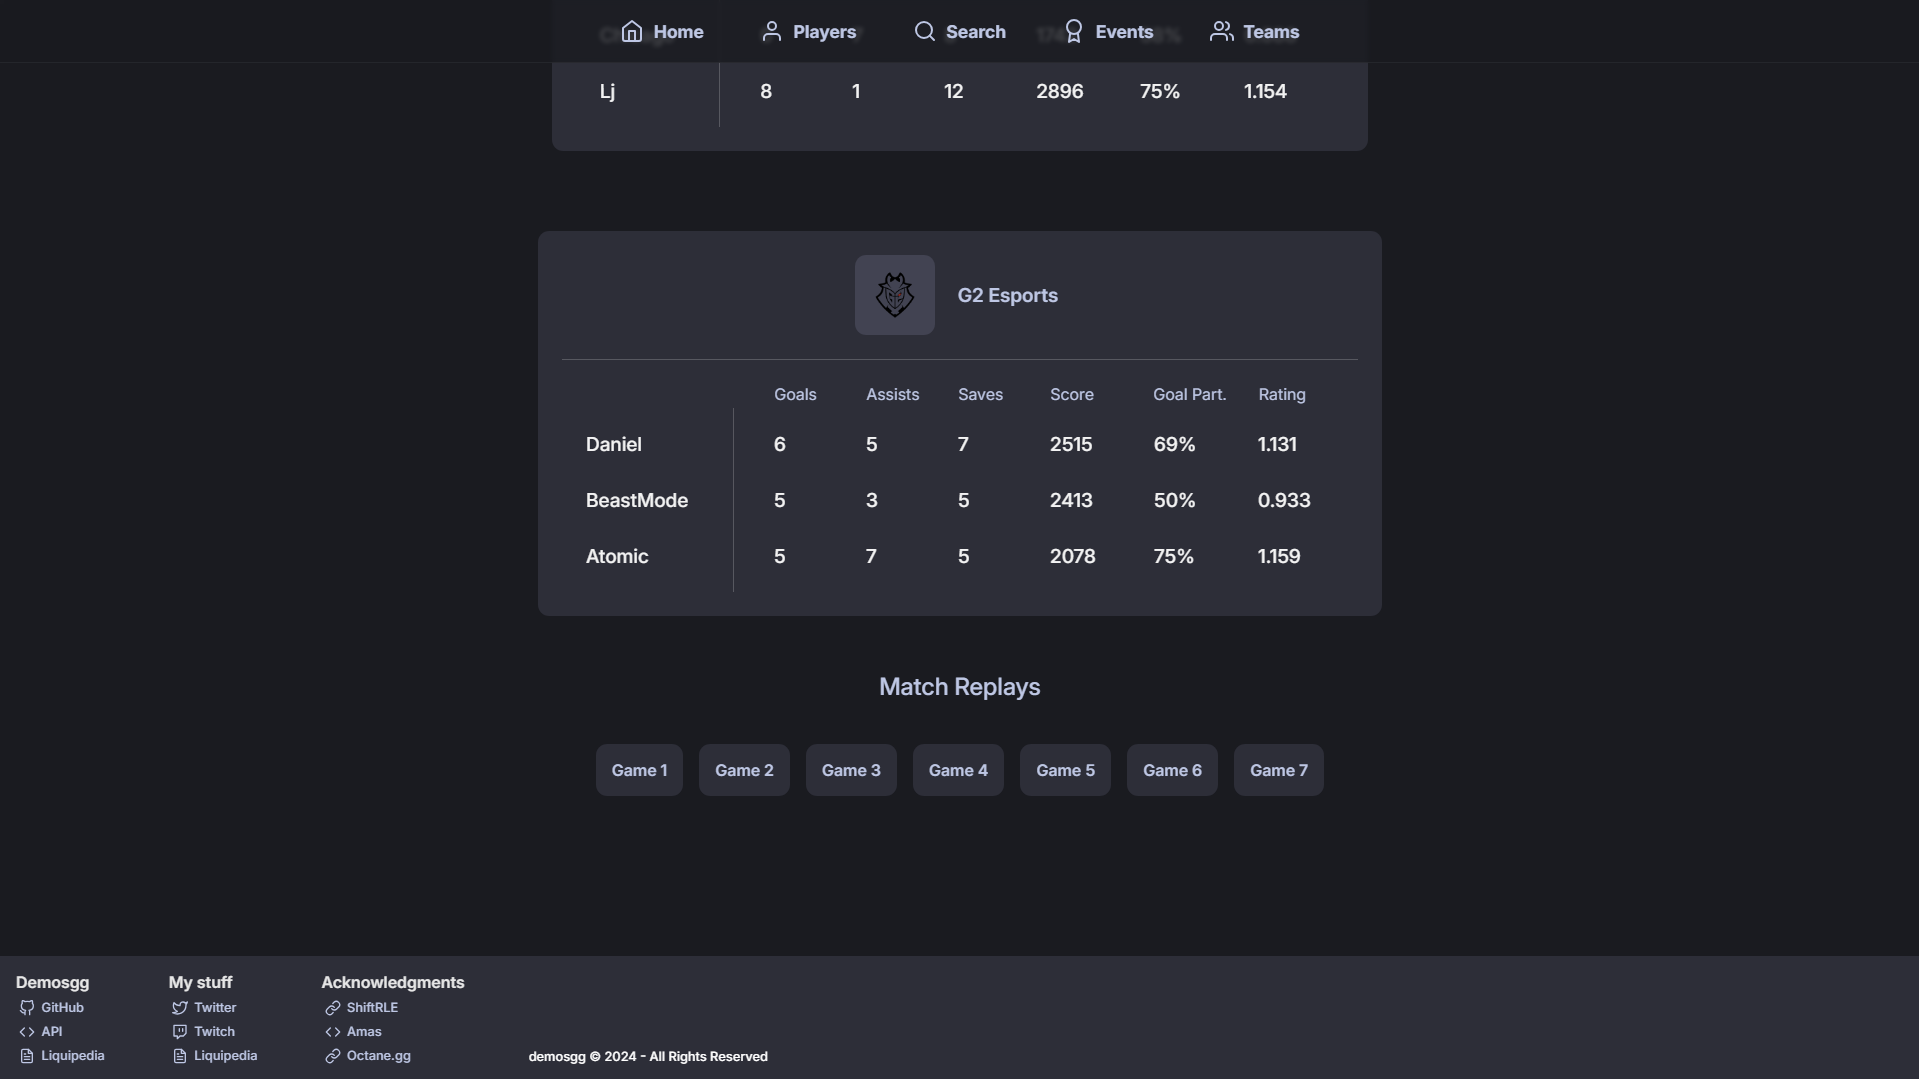 Home Players Search Events Teams
Lj 8 1 12 2896 75% 1.154
G2 Esports
Goals Assists Saves Score Goal Part. Rating
Daniel 6 5 7 2515 69% 1.131
BeastMode 5 3 5 2413 50% 0.933
Atomic 5 7 5 2078 75% 1.159
Match Replays
Game 1 Game 2 Game 3 Game 4 Game 5 Game 6 Game 7
Demosgg My stuff Acknowledgments
GitHub Twitter ShiftRLE
API Twitch Amas
Liquipedia Liquipedia Octane.gg
demosgg © 2024 - All Rights Reserved